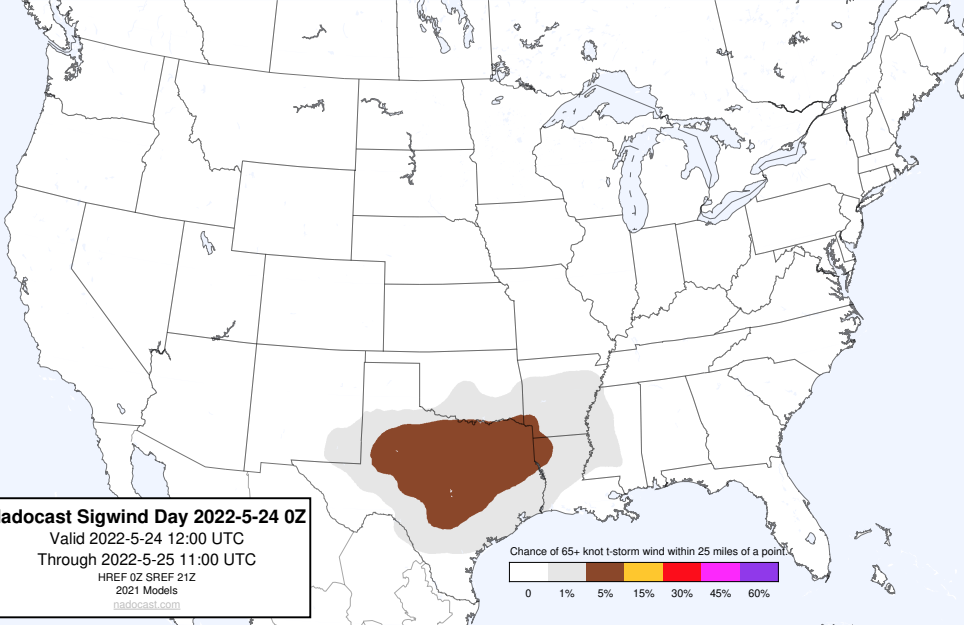 adocast Sigwind Day 2022-5-24 0Z
Valid 2022-5-24 12:00 UTC
Through 2022-5-25 11:00 UTC
HREF 0Z SREF 21Z
2021 Models
nadocast.com
Chance of 65+ knot t-storm wind within 25 miles of a point.
0 1% 5% 15% 30% 45% 60%